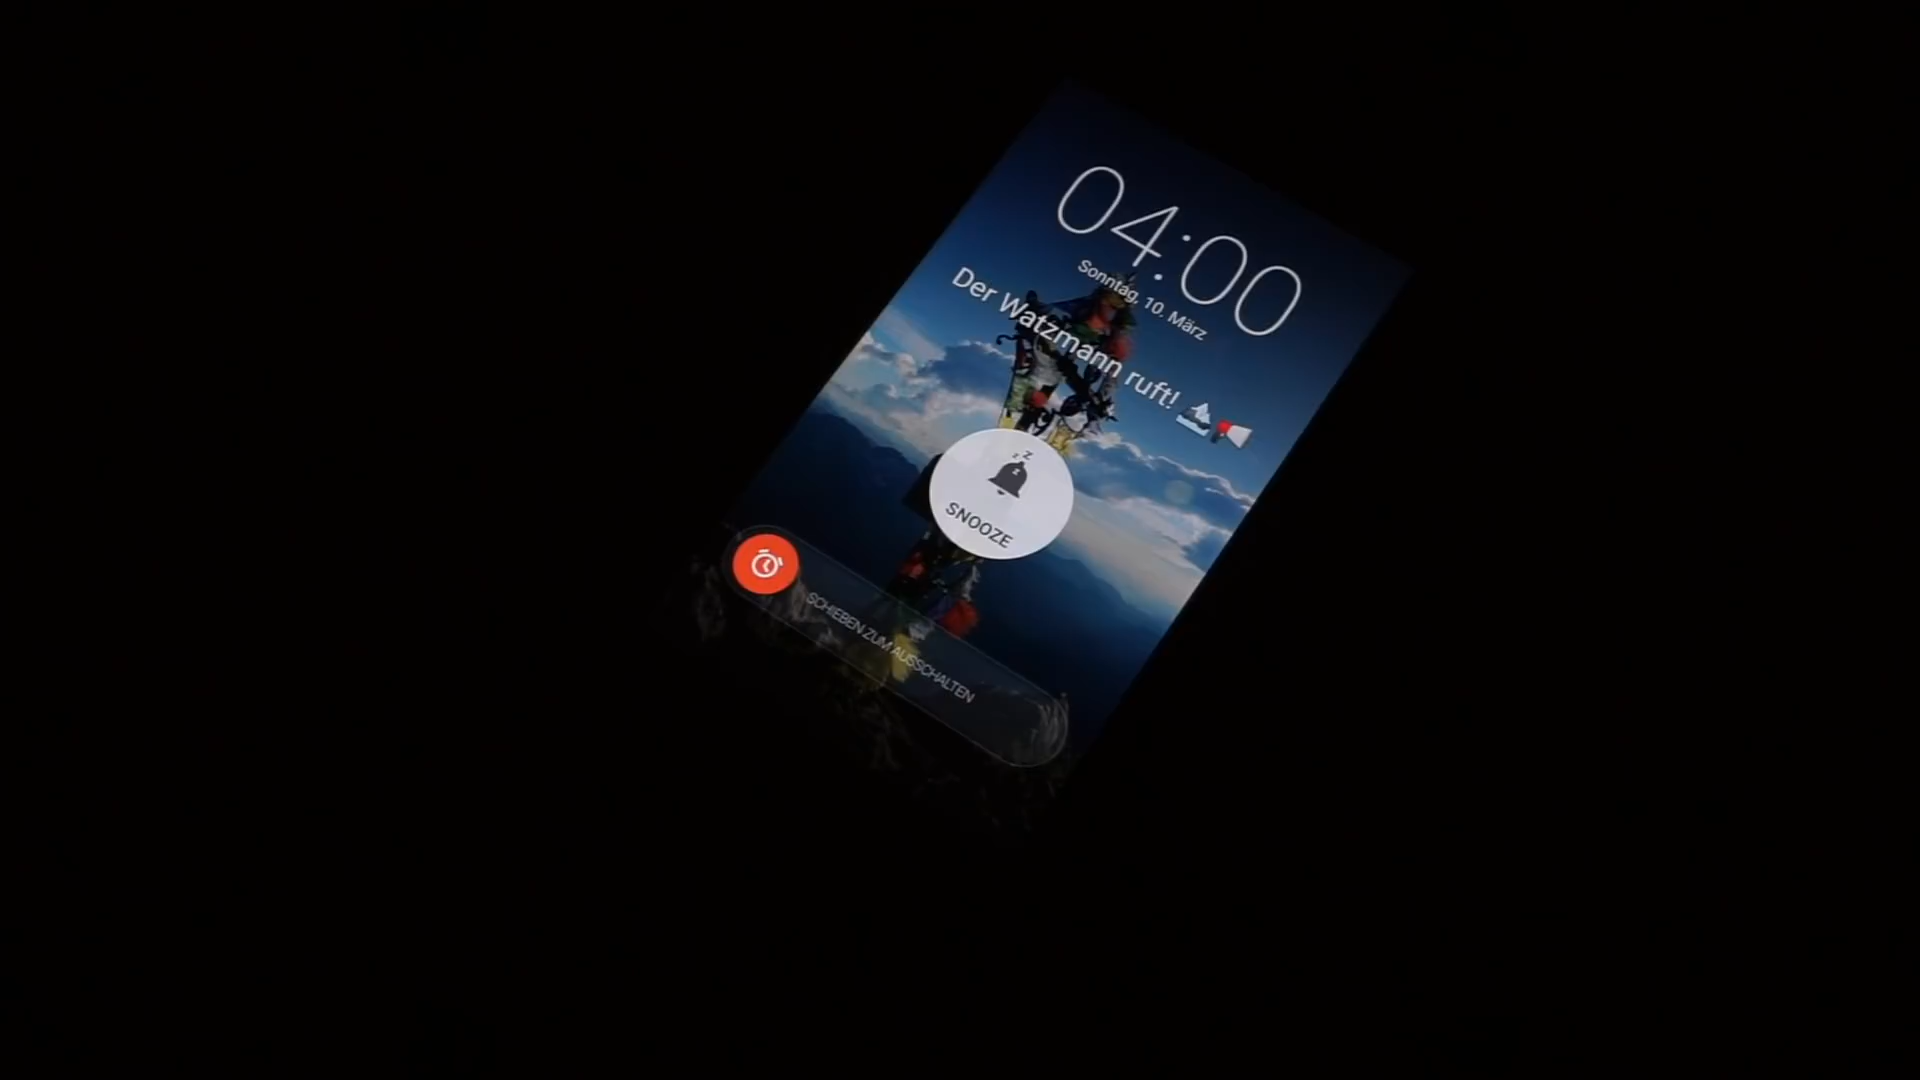 04:00
Sonntag, 10. März
Der Watzmann ruft! 🏔📣
SNOOZE
SCHIEBEN ZUM AUSSCHALTEN